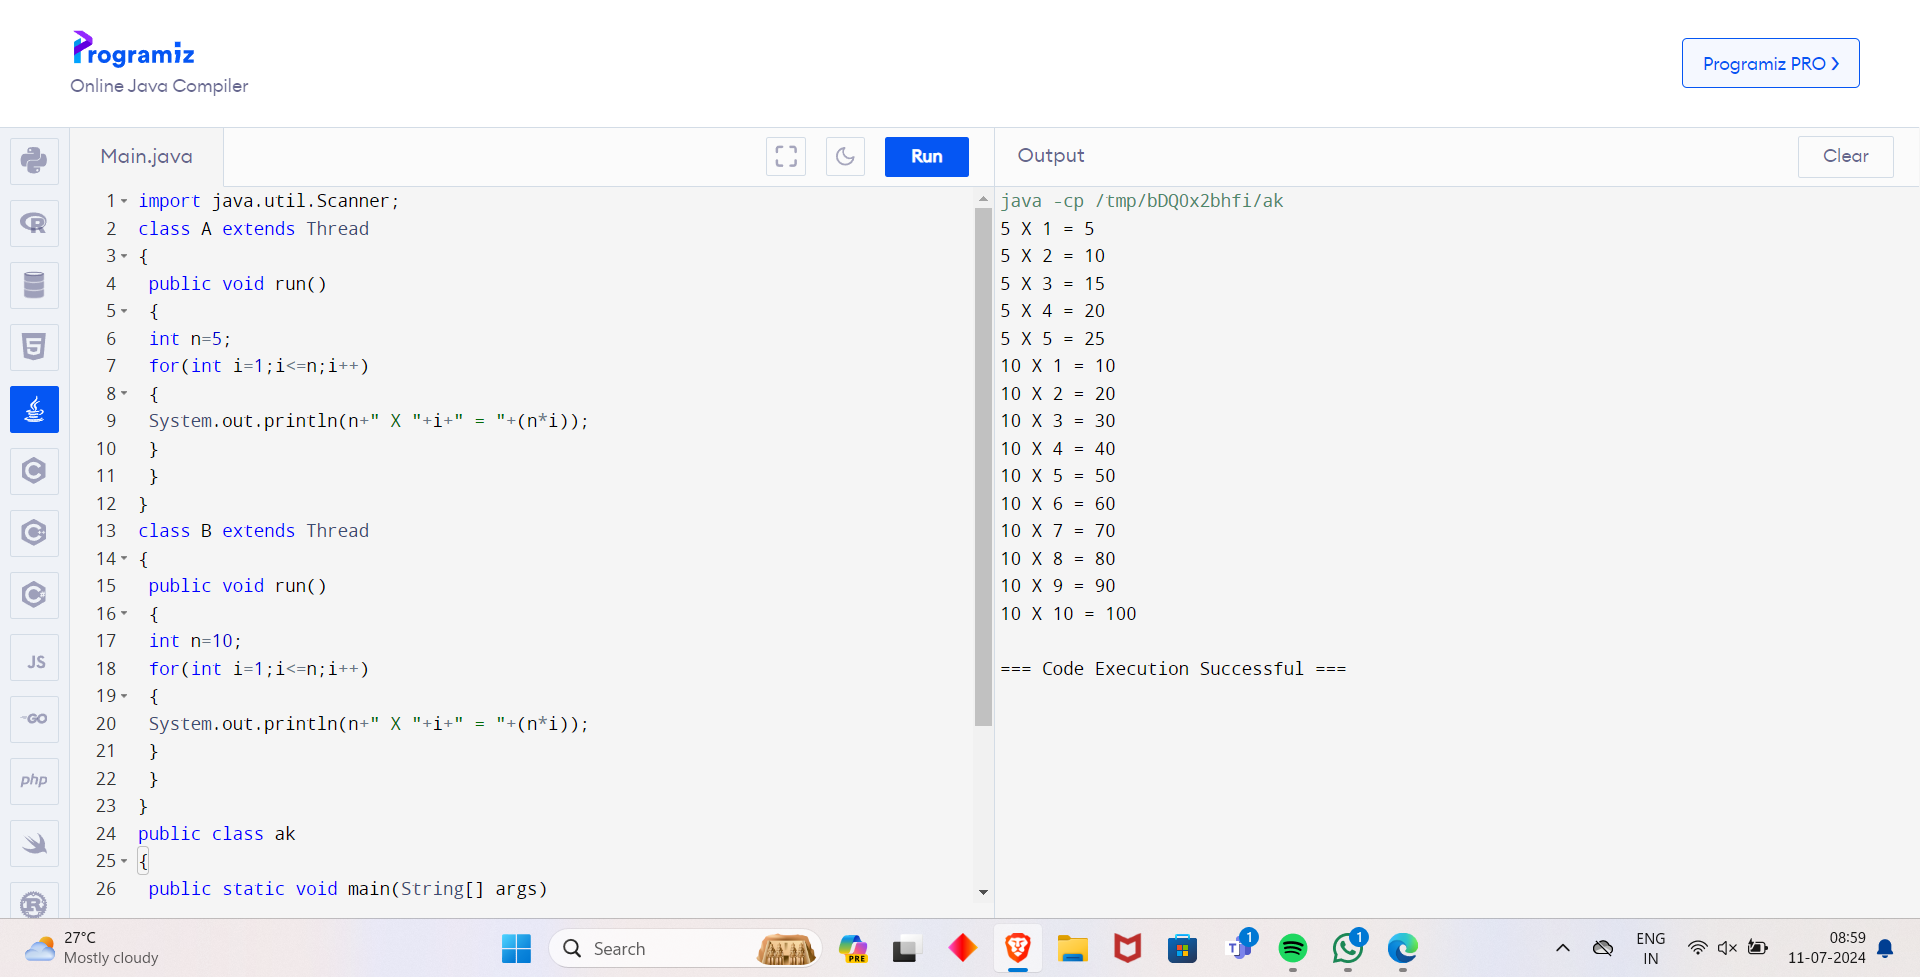 Programiz
Online Java Compiler
Programiz PRO
Main.java
Run
Output
Clear
1 import java.util.Scanner;
2 class A extends Thread
3 {
4 public void run()
5 {
6 int n=5;
7 for(int i=1;i<=n;i++)
8 {
9 System.out.println(n+" X "+i+" = "+(n*i));
10 }
11 }
12 }
13 class B extends Thread
14 {
15 public void run()
16 {
17 int n=10;
18 for(int i=1;i<=n;i++)
19 {
20 System.out.println(n+" X "+i+" = "+(n*i));
21 }
22 }
23 }
24 public class ak
25 {
26 public static void main(String[] args)
java -cp /tmp/bDQOx2bhfi/ak
5 X 1 = 5
5 X 2 = 10
5 X 3 = 15
5 X 4 = 20
5 X 5 = 25
10 X 1 = 10
10 X 2 = 20
10 X 3 = 30
10 X 4 = 40
10 X 5 = 50
10 X 6 = 60
10 X 7 = 70
10 X 8 = 80
10 X 9 = 90
10 X 10 = 100
=== Code Execution Successful ===
JS
GO
php
27°C
Mostly cloudy
Search
PRE
1
1
ENG
IN
08:59
11-07-2024